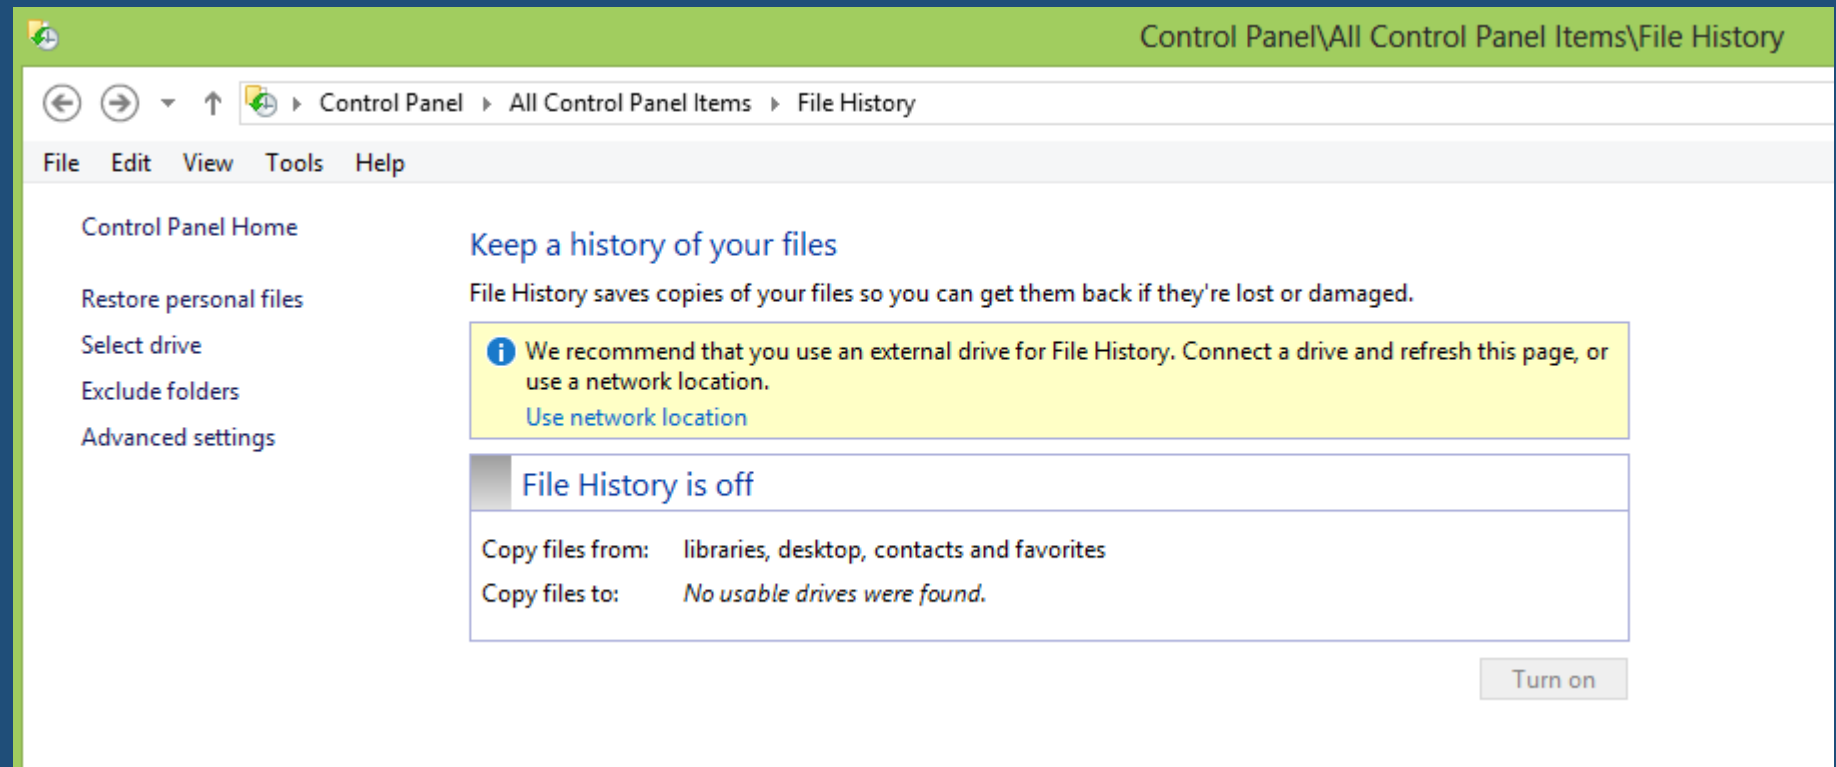 Control Panel\All Control Panel Items\File History
Control Panel All Control Panel Items File History
File Edit View Tools Help
Control Panel Home
Restore personal files
Select drive
Exclude folders
Advanced settings
Keep a history of your files
File History saves copies of your files so you can get them back if they're lost or damaged.
We recommend that you use an external drive for File History. Connect a drive and refresh this page, or
use a network location.
Use network location
File History is off
Copy files from: libraries, desktop, contacts and favorites
Copy files to: No usable drives were found.
Turn on